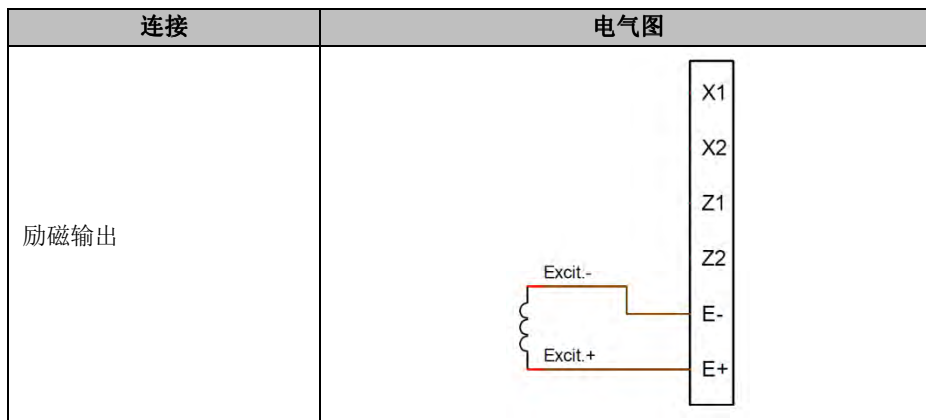 连接
电气图
励磁输出
X1
X2
Z1
Z2
Excit.-
E-
Excit.+
E+